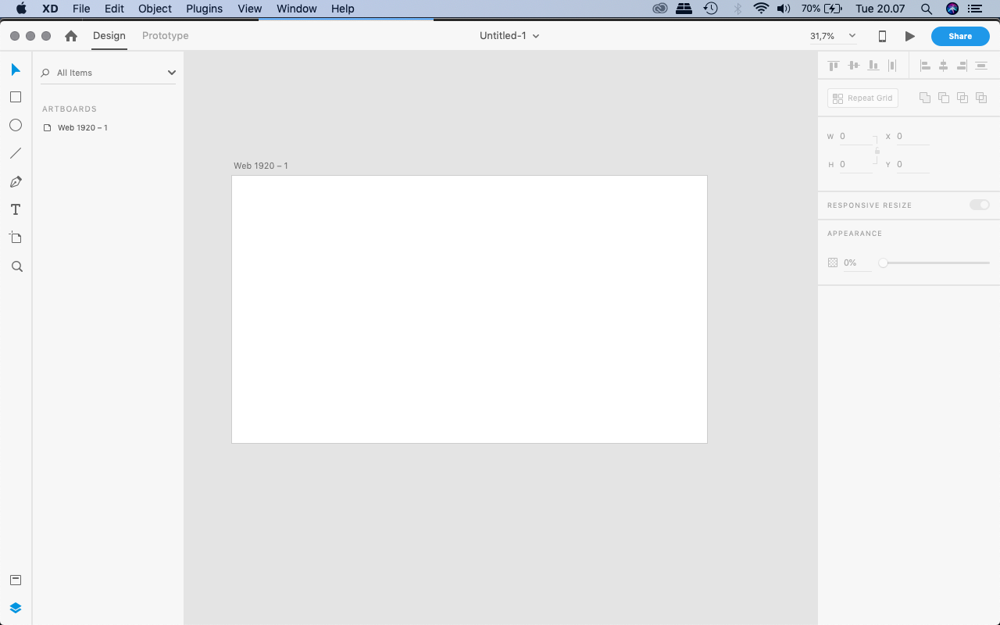 XD File Edit Object Plugins View Window Help 70% Tue 20.07
Design Prototype Untitled-1 31,7% Share
All Items
ARTBOARDS
Web 1920 – 1
Web 1920 – 1
Repeat Grid
W 0 X 0
H 0 Y 0
RESPONSIVE RESIZE
APPEARANCE
0%